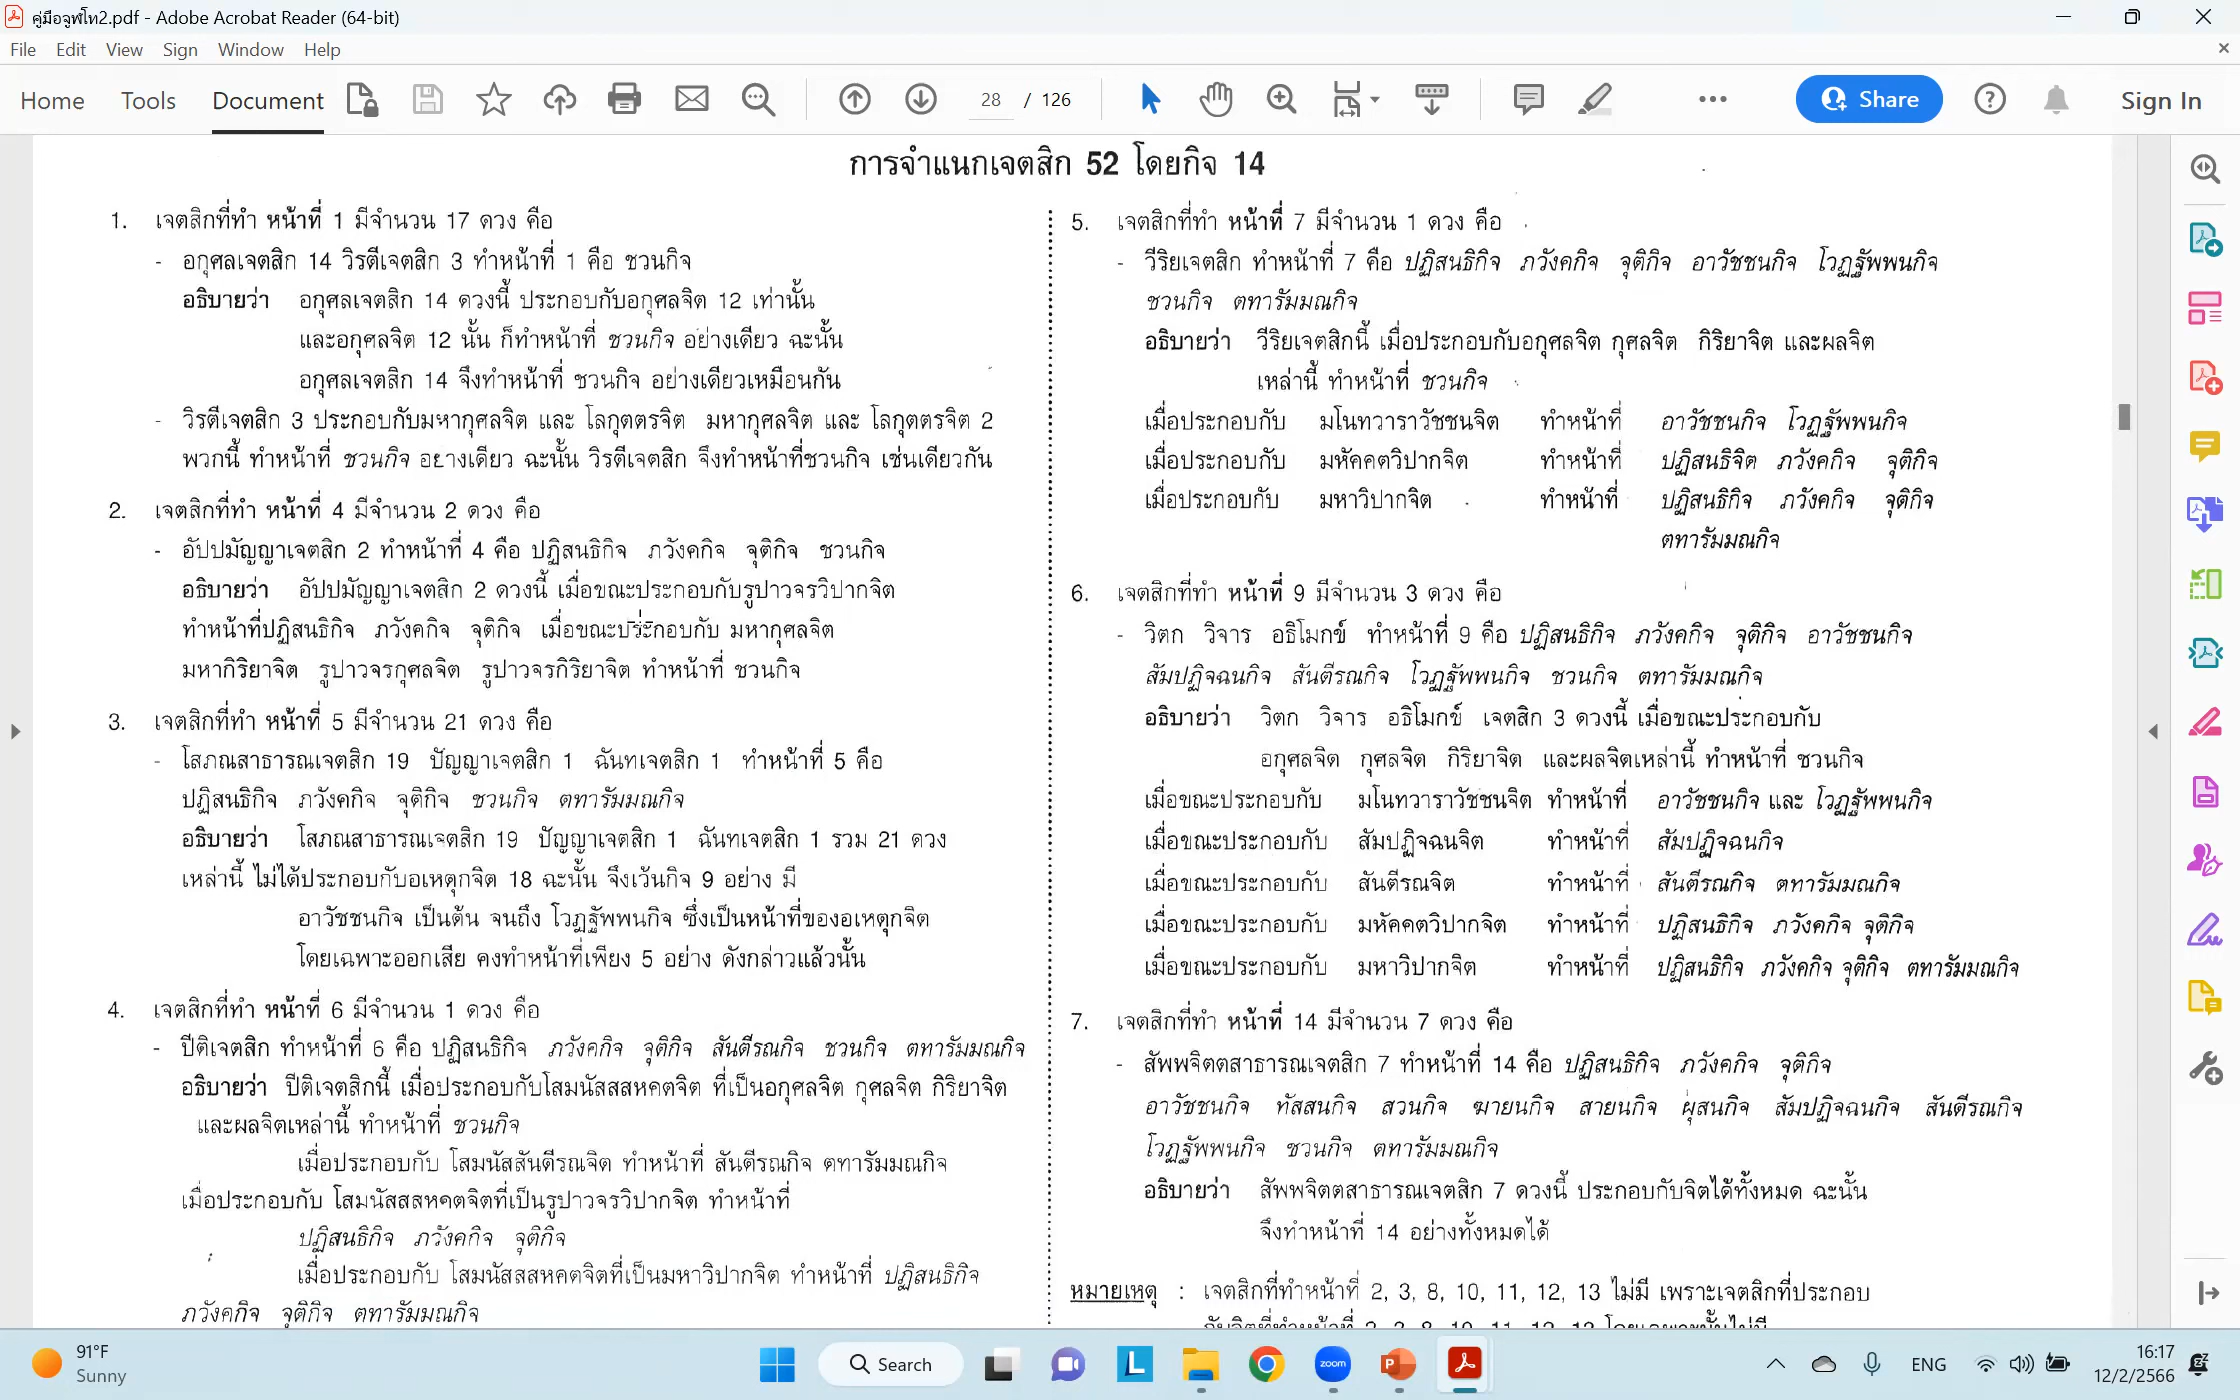 คู่มือจูฬโท2.pdf - Adobe Acrobat Reader (64-bit)
File Edit View Sign Window Help
Home Tools Document 28 / 126 Share Sign In
การจำแนกเจตสิก 52 โดยกิจ 14
1. เจตสิกที่ทำ หน้าที่ 1 มีจำนวน 17 ดวง คือ
- อกุศลเจตสิก 14 วิรตีเจตสิก 3 ทำหน้าที่ 1 คือ ชวนกิจ
อธิบายว่า อกุศลเจตสิก 14 ดวงนี้ ประกอบกับอกุศลจิต 12 เท่านั้น
และอกุศลจิต 12 นั้น ก็ทำหน้าที่ ชวนกิจ อย่างเดียว ฉะนั้น
อกุศลเจตสิก 14 จึงทำหน้าที่ ชวนกิจ อย่างเดียวเหมือนกัน
- วิรตีเจตสิก 3 ประกอบกับมหากุศลจิต และ โลกุตตรจิต มหากุศลจิต และ โลกุตตรจิต 2
พวกนี้ ทำหน้าที่ ชวนกิจ อย่างเดียว ฉะนั้น วิรตีเจตสิก จึงทำหน้าที่ชวนกิจ เช่นเดียวกัน
2. เจตสิกที่ทำ หน้าที่ 4 มีจำนวน 2 ดวง คือ
- อัปปมัญญาเจตสิก 2 ทำหน้าที่ 4 คือ ปฏิสนธิกิจ ภวังคกิจ จุติกิจ ชวนกิจ
อธิบายว่า อัปปมัญญาเจตสิก 2 ดวงนี้ เมื่อขณะประกอบกับรูปาวจรวิปากจิต
ทำหน้าที่ปฏิสนธิกิจ ภวังคกิจ จุติกิจ เมื่อขณะประกอบกับ มหากุศลจิต
มหากิริยาจิต รูปาวจรกุศลจิต รูปาวจรกิริยาจิต ทำหน้าที่ ชวนกิจ
3. เจตสิกที่ทำ หน้าที่ 5 มีจำนวน 21 ดวง คือ
- โสภณสาธารณเจตสิก 19 ปัญญาเจตสิก 1 ฉันทเจตสิก 1 ทำหน้าที่ 5 คือ
ปฏิสนธิกิจ ภวังคกิจ จุติกิจ ชวนกิจ ตทารัมมณกิจ
อธิบายว่า โสภณสาธารณเจตสิก 19 ปัญญาเจตสิก 1 ฉันทเจตสิก 1 รวม 21 ดวง
เหล่านี้ ไม่ได้ประกอบกับอเหตุกจิต 18 ฉะนั้น จึงเว้นกิจ 9 อย่าง มี
อาวัชชนกิจ เป็นต้น จนถึง โวฏฐัพพนกิจ ซึ่งเป็นหน้าที่ของอเหตุกจิต
โดยเฉพาะออกเสีย คงทำหน้าที่เพียง 5 อย่าง ดังกล่าวแล้วนั้น
4. เจตสิกที่ทำ หน้าที่ 6 มีจำนวน 1 ดวง คือ
- ปีติเจตสิก ทำหน้าที่ 6 คือ ปฏิสนธิกิจ ภวังคกิจ จุติกิจ สันตีรณกิจ ชวนกิจ ตทารัมมณกิจ
อธิบายว่า ปีติเจตสิกนี้ เมื่อประกอบกับโสมนัสสสหคตจิต ที่เป็นอกุศลจิต กุศลจิต กิริยาจิต
และผลจิตเหล่านี้ ทำหน้าที่ ชวนกิจ
เมื่อประกอบกับ โสมนัสสันตีรณจิต ทำหน้าที่ สันตีรณกิจ ตทารัมมณกิจ
เมื่อประกอบกับ โสมนัสสสหคตจิตที่เป็นรูปาวจรวิปากจิต ทำหน้าที่
ปฏิสนธิกิจ ภวังคกิจ จุติกิจ
เมื่อประกอบกับ โสมนัสสสหคตจิตที่เป็นมหาวิปากจิต ทำหน้าที่ ปฏิสนธิกิจ
ภวังคกิจ จุติกิจ ตทารัมมณกิจ
5. เจตสิกที่ทำ หน้าที่ 7 มีจำนวน 1 ดวง คือ
- วีริยเจตสิก ทำหน้าที่ 7 คือ ปฏิสนธิกิจ ภวังคกิจ จุติกิจ อาวัชชนกิจ โวฏฐัพพนกิจ
ชวนกิจ ตทารัมมณกิจ
อธิบายว่า วีริยเจตสิกนี้ เมื่อประกอบกับอกุศลจิต กุศลจิต กิริยาจิต และผลจิต
เหล่านี้ ทำหน้าที่ ชวนกิจ
เมื่อประกอบกับ มโนทวาราวัชชนจิต ทำหน้าที่ อาวัชชนกิจ โวฏฐัพพนกิจ
เมื่อประกอบกับ มหัคคตวิปากจิต ทำหน้าที่ ปฏิสนธิจิต ภวังคกิจ จุติกิจ
เมื่อประกอบกับ มหาวิปากจิต ทำหน้าที่ ปฏิสนธิกิจ ภวังคกิจ จุติกิจ
ตทารัมมณกิจ
6. เจตสิกที่ทำ หน้าที่ 9 มีจำนวน 3 ดวง คือ
- วิตก วิจาร อธิโมกข์ ทำหน้าที่ 9 คือ ปฏิสนธิกิจ ภวังคกิจ จุติกิจ อาวัชชนกิจ
สัมปฏิจฉนกิจ สันตีรณกิจ โวฏฐัพพนกิจ ชวนกิจ ตทารัมมณกิจ
อธิบายว่า วิตก วิจาร อธิโมกข์ เจตสิก 3 ดวงนี้ เมื่อขณะประกอบกับ
อกุศลจิต กุศลจิต กิริยาจิต และผลจิตเหล่านี้ ทำหน้าที่ ชวนกิจ
เมื่อขณะประกอบกับ มโนทวาราวัชชนจิต ทำหน้าที่ อาวัชชนกิจ และ โวฏฐัพพนกิจ
เมื่อขณะประกอบกับ สัมปฏิจฉนจิต ทำหน้าที่ สัมปฏิจฉนกิจ
เมื่อขณะประกอบกับ สันตีรณจิต ทำหน้าที่ สันตีรณกิจ ตทารัมมณกิจ
เมื่อขณะประกอบกับ มหัคคตวิปากจิต ทำหน้าที่ ปฏิสนธิกิจ ภวังคกิจ จุติกิจ
เมื่อขณะประกอบกับ มหาวิปากจิต ทำหน้าที่ ปฏิสนธิกิจ ภวังคกิจ จุติกิจ ตทารัมมณกิจ
7. เจตสิกที่ทำ หน้าที่ 14 มีจำนวน 7 ดวง คือ
- สัพพจิตตสาธารณเจตสิก 7 ทำหน้าที่ 14 คือ ปฏิสนธิกิจ ภวังคกิจ จุติกิจ
อาวัชชนกิจ ทัสสนกิจ สวนกิจ ฆายนกิจ สายนกิจ ผุสนกิจ สัมปฏิจฉนกิจ สันตีรณกิจ
โวฏฐัพพนกิจ ชวนกิจ ตทารัมมณกิจ
อธิบายว่า สัพพจิตตสาธารณเจตสิก 7 ดวงนี้ ประกอบกับจิตได้ทั้งหมด ฉะนั้น
จึงทำหน้าที่ 14 อย่างทั้งหมดได้
หมายเหตุ : เจตสิกที่ทำหน้าที่ 2, 3, 8, 10, 11, 12, 13 ไม่มี เพราะเจตสิกที่ประกอบ
กับจิตที่ทำหน้าที่ 2, 3, 8, 10, 11, 12, 13 โดยเฉพาะนั้นไม่มี
91°F
Sunny
Search
zoom
ENG
16:17
12/2/2566